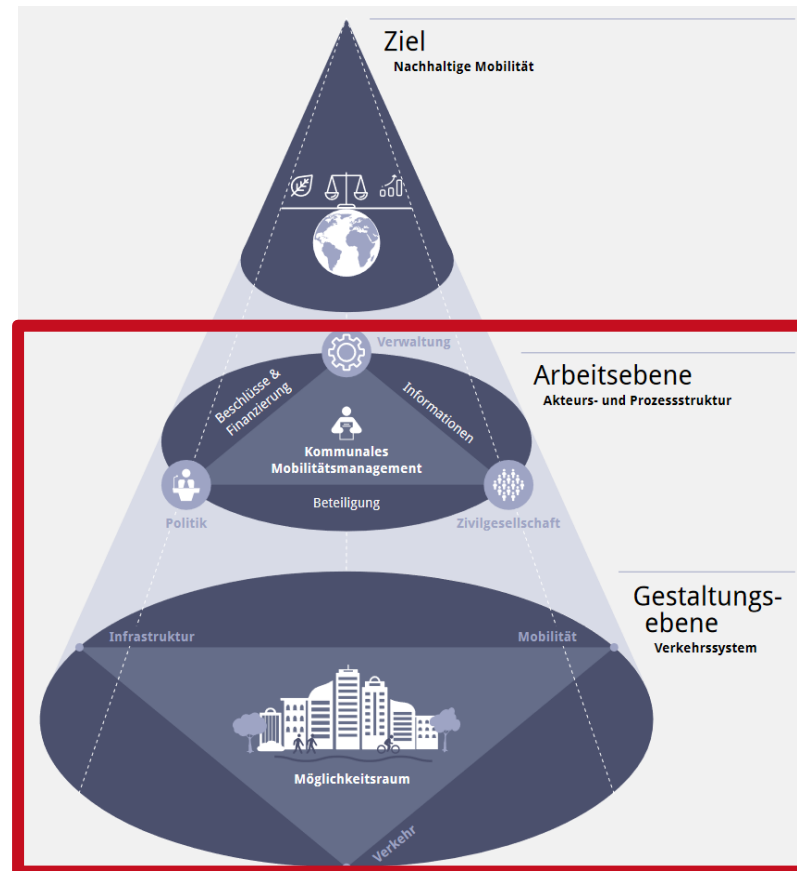 Ziel
Nachhaltige Mobilität
Verwaltung
Arbeitsebene
Akteurs- und Prozessstruktur
Beschlüsse &
Finanzierung
Informationen
Kommunales
Mobilitätsmanagement
Beteiligung
Politik
Zivilgesellschaft
Gestaltungs-
ebene
Verkehrssystem
Infrastruktur
Mobilität
Möglichkeitsraum
Verkehr